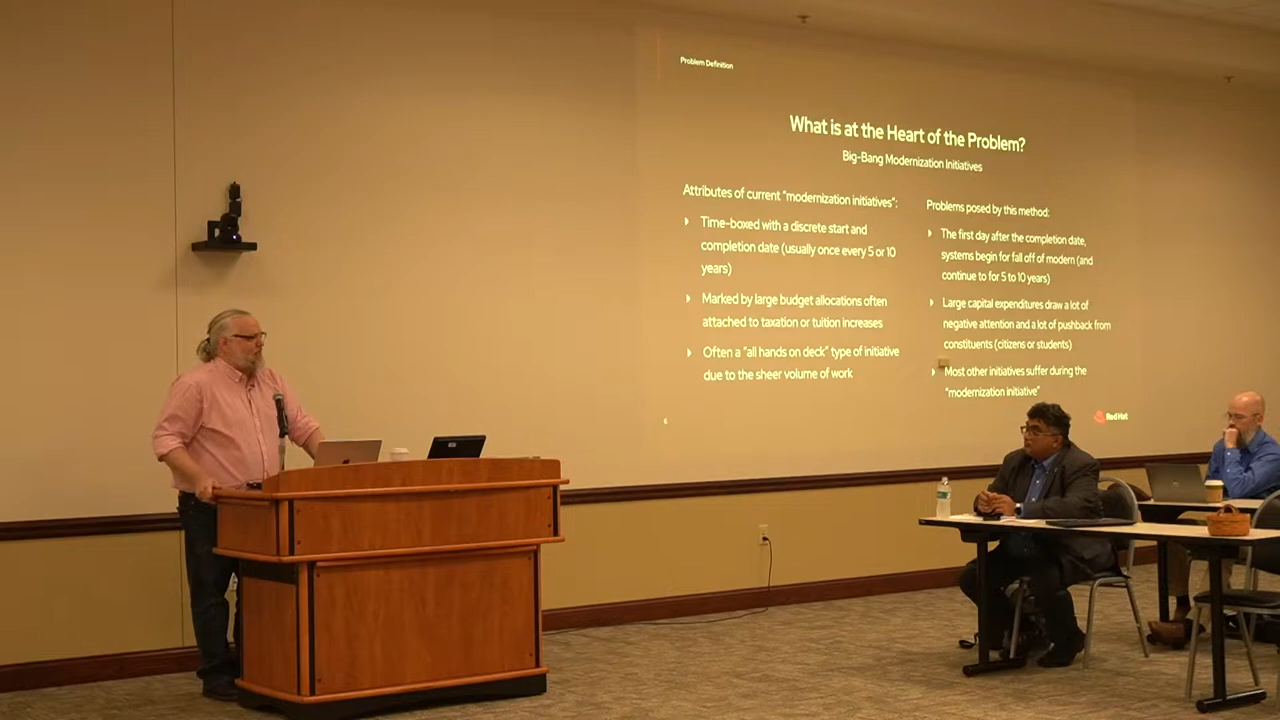 Problem Definition
What is at the Heart of the Problem?
Big-Bang Modernization Initiatives
Attributes of current "modernization initiatives":
Time-boxed with a discrete start and
completion date (usually once every 5 or 10
years)
Marked by large budget allocations often
attached to taxation or tuition increases
Often a "all hands on deck" type of initiative
due to the sheer volume of work
Problems posed by this method:
The first day after the completion date,
systems begin for fall off of modern (and
continue to for 5 to 10 years)
Large capital expenditures draw a lot of
negative attention and a lot of pushback from
constituents (citizens or students)
Most other initiatives suffer during the
"modernization initiative"
Red Hat